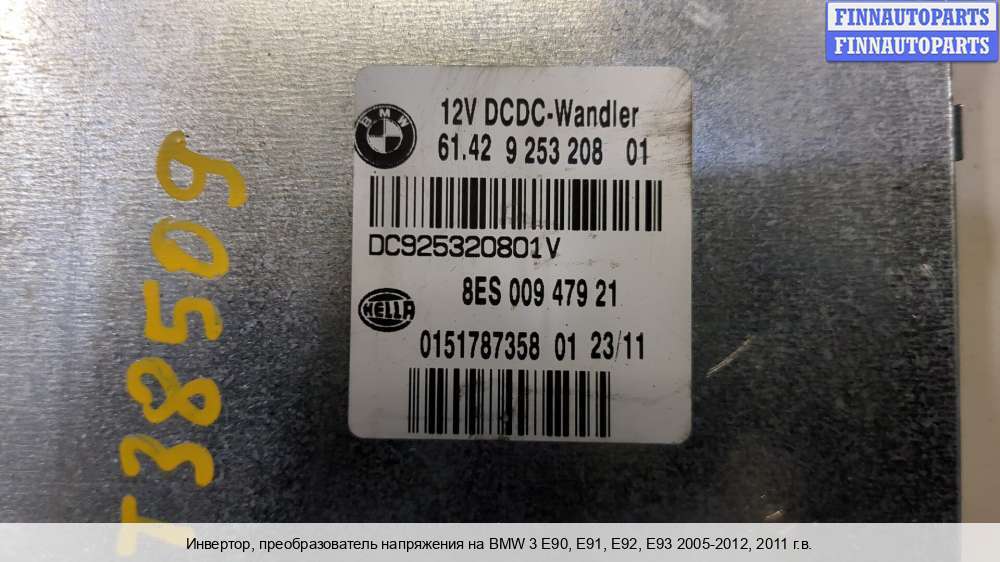 FINNAUTOPARTS
FINNAUTOPARTS
BMW
12V DCDC-Wandler
61.42 9 253 208 01
DC925320801V
8ES 009 479 21
HELLA
0151787358 01 23/11
T38509
Инвертор, преобразователь напряжения на BMW 3 E90, E91, E92, E93 2005-2012, 2011 г.в.